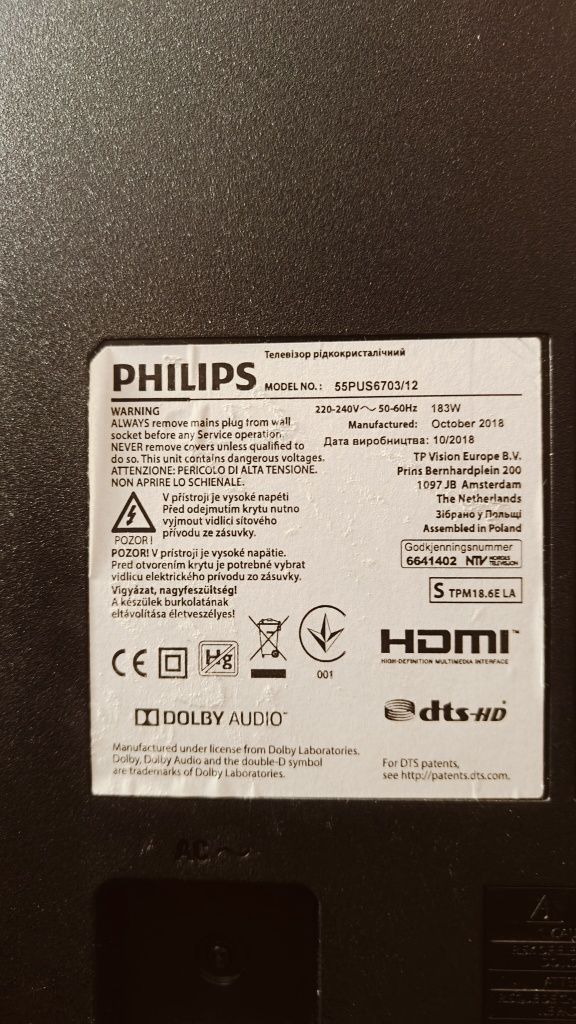 Телевізор рідкокристалічний
PHILIPS MODEL NO.: 55PUS6703/12
WARNING
ALWAYS remove mains plug from wall
socket before any Service operation.
NEVER remove covers unless qualified to
do so. This unit contains dangerous voltages.
ATTENZIONE: PERICOLO DI ALTA TENSIONE.
NON APRIRE LO SCHIENALE.
220-240V～ 50-60Hz 183W
Manufactured: October 2018
Дата виробництва: 10/2018
TP Vision Europe B.V.
Prins Bernhardplein 200
1097 JB Amsterdam
The Netherlands
Зібрано у Польщі
Assembled in Poland
V přístroji je vysoké napětí
Před odejmutím krytu nutno
vyjmout vidlici síťového
přívodu ze zásuvky.
POZOR !
POZOR! V prístroji je vysoké napätie.
Pred otvorením krytu je potrebné vybrat
vidlicu elektrického prívodu zo zásuvky.
Vigyázat, nagyfeszültség!
A készülek burkolatának
eltávolítása életveszélyes!
Godkjenningsnummer
6641402 NTV NORGES TELEVISJON
S TPM18.6E LA
CE
Hg
001
HDMI™
HIGH-DEFINITION MULTIMEDIA INTERFACE
DOLBY AUDIO™
dts-HD
Manufactured under license from Dolby Laboratories.
Dolby, Dolby Audio and the double-D symbol
are trademarks of Dolby Laboratories.
For DTS patents,
see http://patents.dts.com.
AC ～